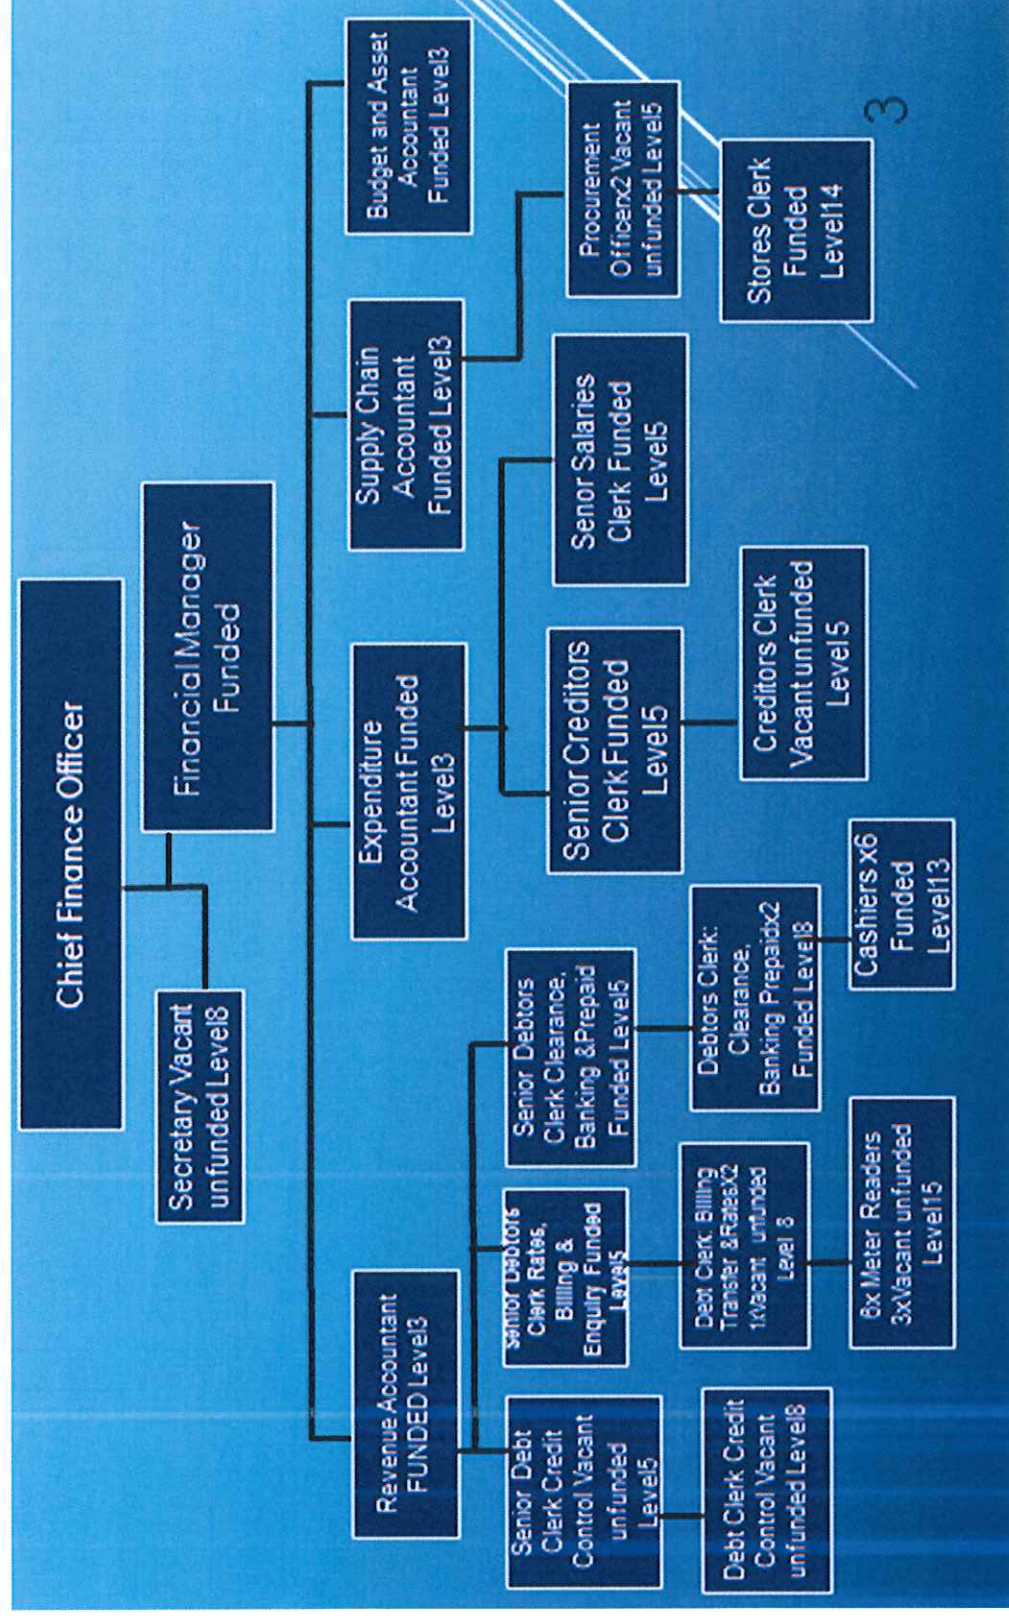 Chief Finance Officer
Secretary Vacant
unfunded Level8
Financial Manager
Funded
Revenue Accountant
FUNDED Level3
Expenditure
Accountant Funded
Level3
Supply Chain
Accountant
Funded Level3
Budget and Asset
Accountant
Funded Level3
Senior Debt
Clerk Credit
Control Vacant
unfunded
Level5
Senior Debtors
Clerk Rates,
Billing &
Enquiry Funded
Level5
Senior Debtors
Clerk Clearance,
Banking &Prepaid
Funded Level5
Senior Creditors
Clerk Funded
Level5
Senor Salaries
Clerk Funded
Level5
Procurement
Officerx2 Vacant
unfunded Level5
Debt Clerk Credit
Control Vacant
unfunded Level8
Debt Clerk: Billing
Transfer &Ratesx2
1xVacant unfunded
Level 8
Debtors Clerk:
Clearance,
Banking Prepaidx2
Funded Level8
Creditors Clerk
Vacant unfunded
Level 5
Stores Clerk
Funded
Level14
6x Meter Readers
3xVacant unfunded
Level15
Cashiers x6
Funded
Level13
3